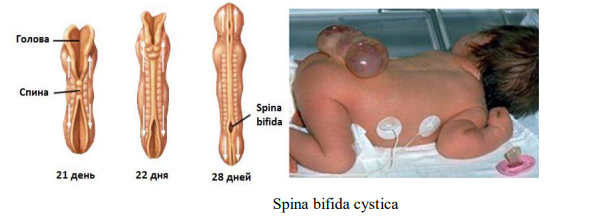 Голова
Спина
Spina
bifida
21 день
22 дня
28 дней
Spina bifida cystica